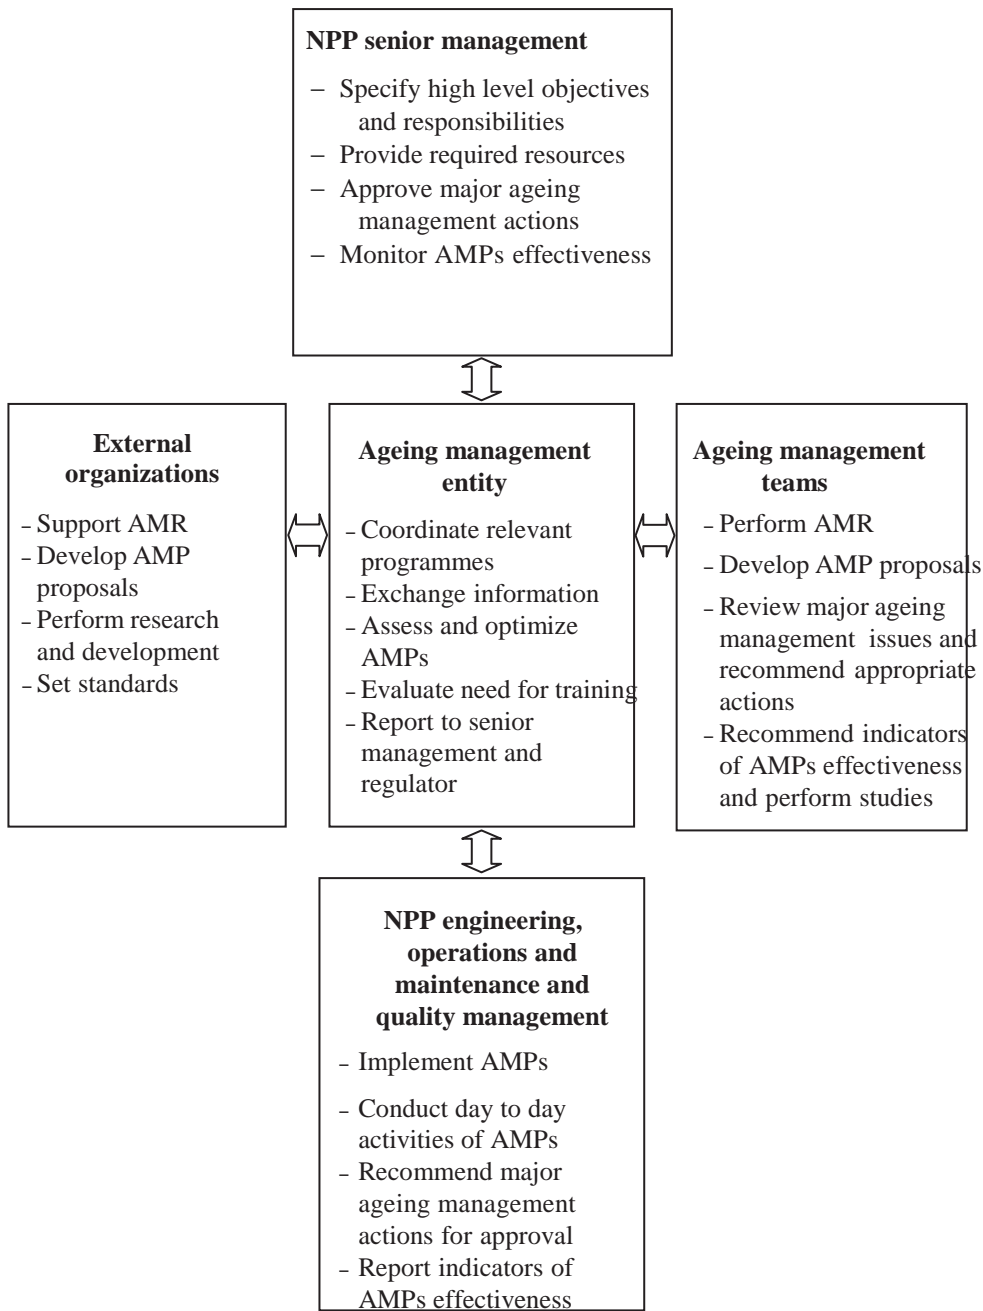 NPP senior management
– Specify high level objectives
and responsibilities
– Provide required resources
– Approve major ageing
management actions
– Monitor AMPs effectiveness
External
organizations
– Support AMR
– Develop AMP
proposals
– Perform research
and development
– Set standards
Ageing management
entity
– Coordinate relevant
programmes
– Exchange information
– Assess and optimize
AMPs
– Evaluate need for training
– Report to senior
management and
regulator
Ageing management
teams
– Perform AMR
– Develop AMP proposals
– Review major ageing
management issues and
recommend appropriate
actions
– Recommend indicators
of AMPs effectiveness
and perform studies
NPP engineering,
operations and
maintenance and
quality management
– Implement AMPs
– Conduct day to day
activities of AMPs
– Recommend major
ageing management
actions for approval
– Report indicators of
AMPs effectiveness